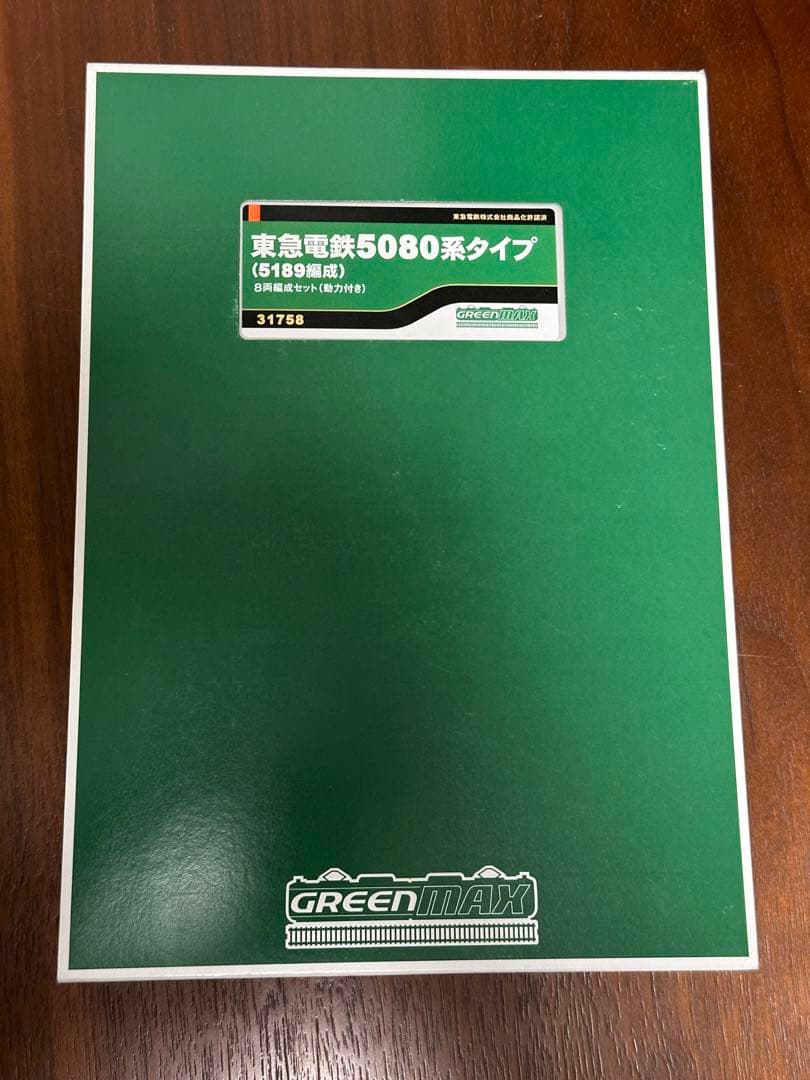 東急電鉄株式会社商品化許諾済
東急電鉄5080系タイプ
(5189編成)
8両編成セット(動力付き)
31758
GREENMAX
GREENMAX